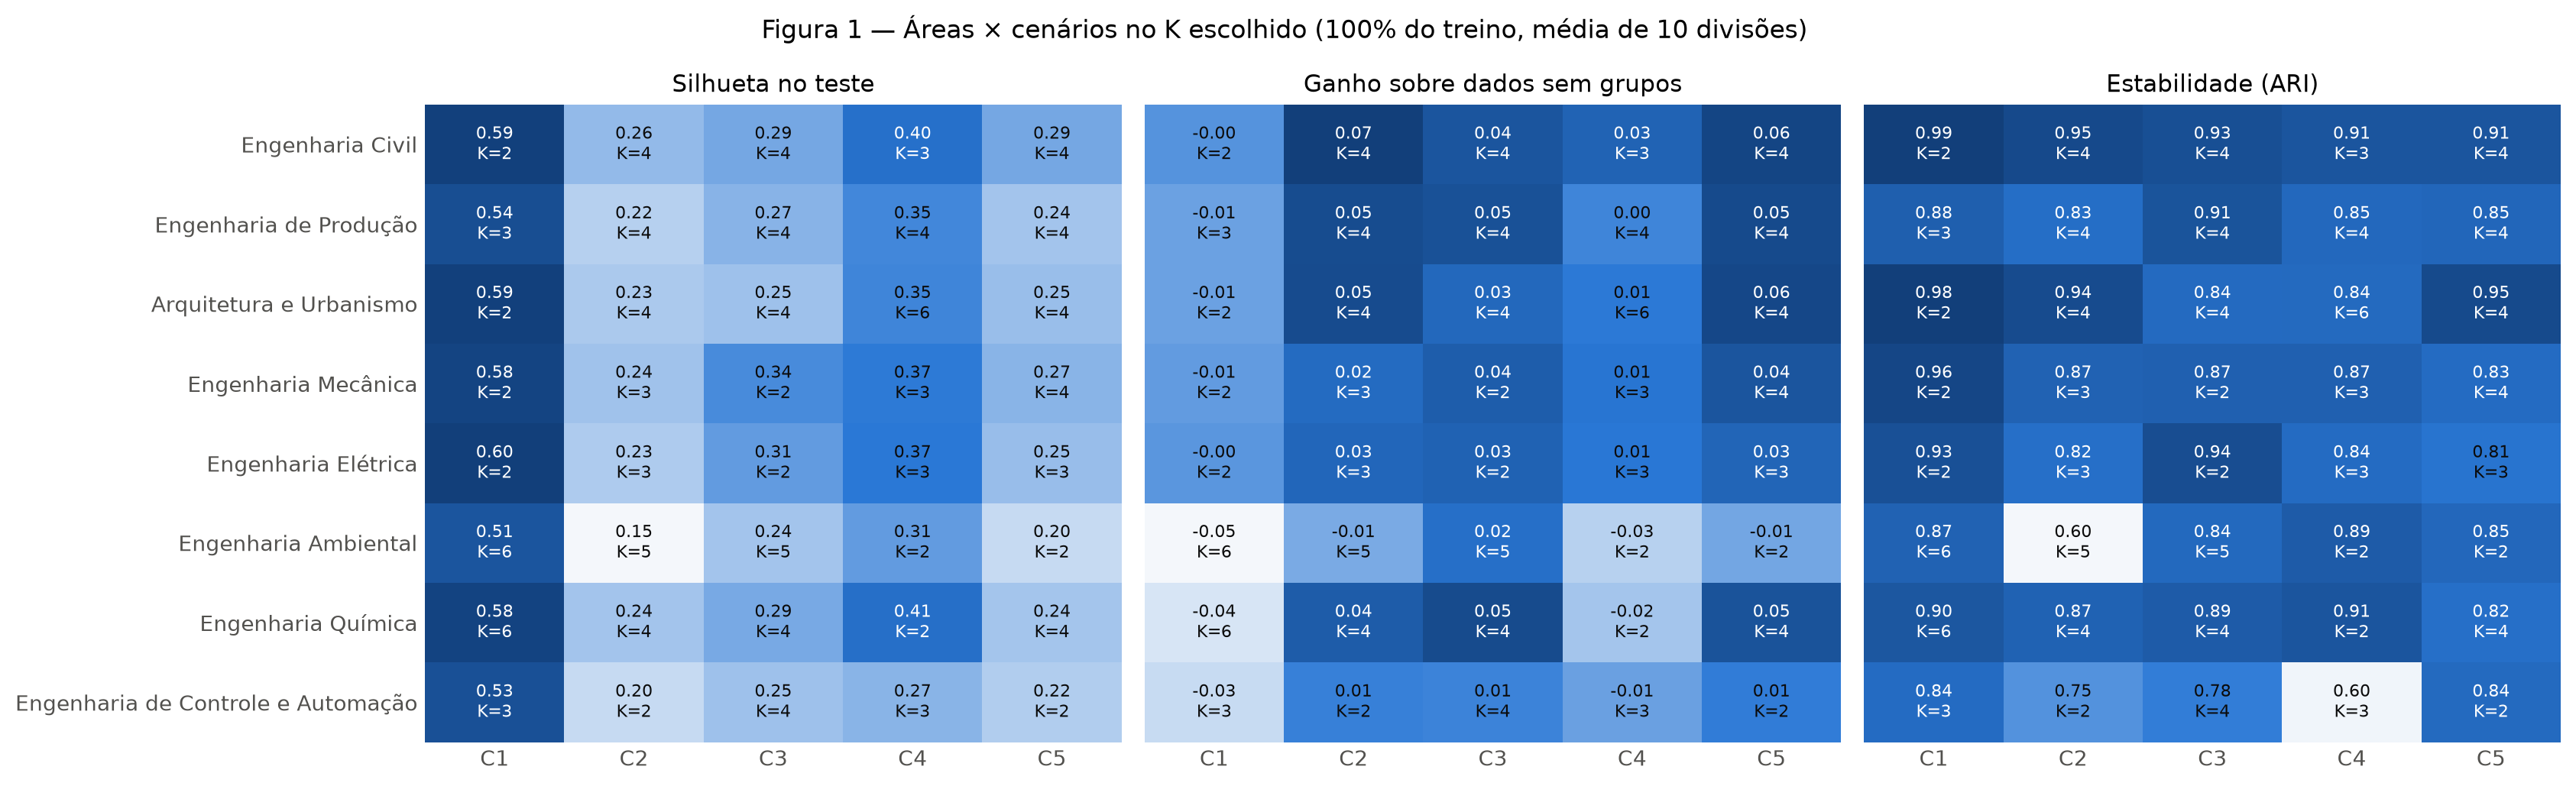 Figura 1 — Áreas × cenários no K escolhido (100% do treino, média de 10 divisões)
Silhueta no teste Ganho sobre dados sem grupos Estabilidade (ARI)
Engenharia Civil 0.59 0.26 0.29 0.40 0.29 -0.00 0.07 0.04 0.03 0.06 0.99 0.95 0.93 0.91 0.91
K=2 K=4 K=4 K=3 K=4 K=2 K=4 K=4 K=3 K=4 K=2 K=4 K=4 K=3 K=4
Engenharia de Produção 0.54 0.22 0.27 0.35 0.24 -0.01 0.05 0.05 0.00 0.05 0.88 0.83 0.91 0.85 0.85
K=3 K=4 K=4 K=4 K=4 K=3 K=4 K=4 K=4 K=4 K=3 K=4 K=4 K=4 K=4
Arquitetura e Urbanismo 0.59 0.23 0.25 0.35 0.25 -0.01 0.05 0.03 0.01 0.06 0.98 0.94 0.84 0.84 0.95
K=2 K=4 K=4 K=6 K=4 K=2 K=4 K=4 K=6 K=4 K=2 K=4 K=4 K=6 K=4
Engenharia Mecânica 0.58 0.24 0.34 0.37 0.27 -0.01 0.02 0.04 0.01 0.04 0.96 0.87 0.87 0.87 0.83
K=2 K=3 K=2 K=3 K=4 K=2 K=3 K=2 K=3 K=4 K=2 K=3 K=2 K=3 K=4
Engenharia Elétrica 0.60 0.23 0.31 0.37 0.25 -0.00 0.03 0.03 0.01 0.03 0.93 0.82 0.94 0.84 0.81
K=2 K=3 K=2 K=3 K=3 K=2 K=3 K=2 K=3 K=3 K=2 K=3 K=2 K=3 K=3
Engenharia Ambiental 0.51 0.15 0.24 0.31 0.20 -0.05 -0.01 0.02 -0.03 -0.01 0.87 0.60 0.84 0.89 0.85
K=6 K=5 K=5 K=2 K=2 K=6 K=5 K=5 K=2 K=2 K=6 K=5 K=5 K=2 K=2
Engenharia Química 0.58 0.24 0.29 0.41 0.24 -0.04 0.04 0.05 -0.02 0.05 0.90 0.87 0.89 0.91 0.82
K=6 K=4 K=4 K=2 K=4 K=6 K=4 K=4 K=2 K=4 K=6 K=4 K=4 K=2 K=4
Engenharia de Controle e Automação 0.53 0.20 0.25 0.27 0.22 -0.03 0.01 0.01 -0.01 0.01 0.84 0.75 0.78 0.60 0.84
K=3 K=2 K=4 K=3 K=2 K=3 K=2 K=4 K=3 K=2 K=3 K=2 K=4 K=3 K=2
C1 C2 C3 C4 C5 C1 C2 C3 C4 C5 C1 C2 C3 C4 C5